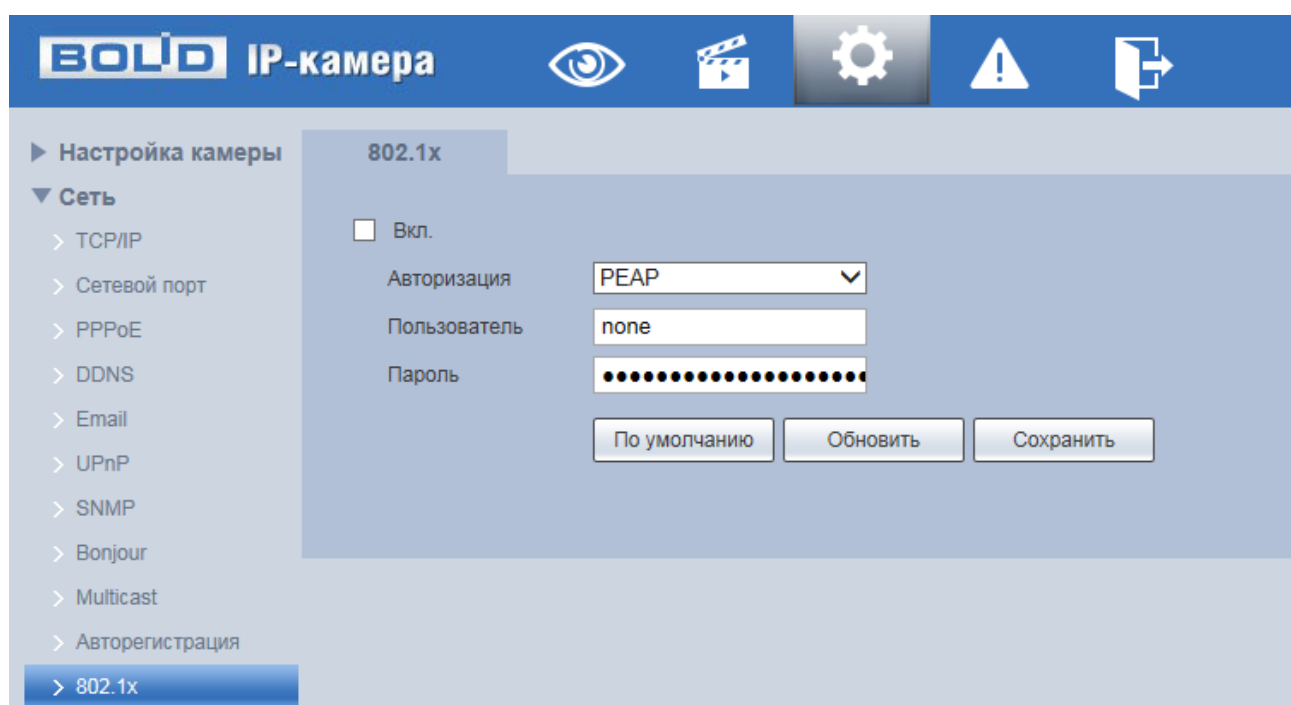 BOLID IP-камера
Настройка камеры
Сеть
TCP/IP
Сетевой порт
PPPoE
DDNS
Email
UPnP
SNMP
Bonjour
Multicast
Авторегистрация
802.1x
802.1x
Вкл.
Авторизация PEAP
Пользователь none
Пароль ●●●●●●●●●●●●●●●●●●●●
По умолчанию Обновить Сохранить